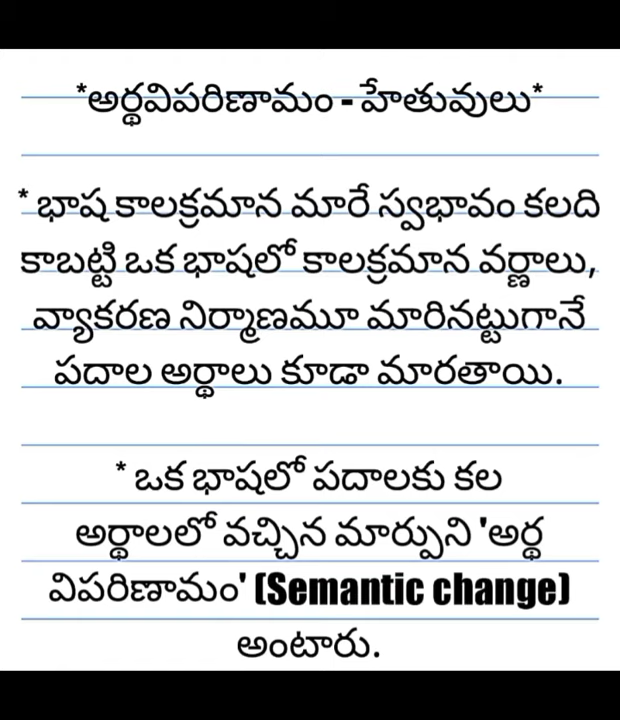 *అర్థవిపరిణామం - హేతువులు*
* భాష కాలక్రమాన మారే స్వభావం కలది
కాబట్టి ఒక భాషలో కాలక్రమాన వర్ణాలు,
వ్యాకరణ నిర్మాణమూ మారినట్టుగానే
పదాల అర్థాలు కూడా మారతాయి.
* ఒక భాషలో పదాలకు కల
అర్థాలలో వచ్చిన మార్పుని 'అర్థ
విపరిణామం' (Semantic change)
అంటారు.